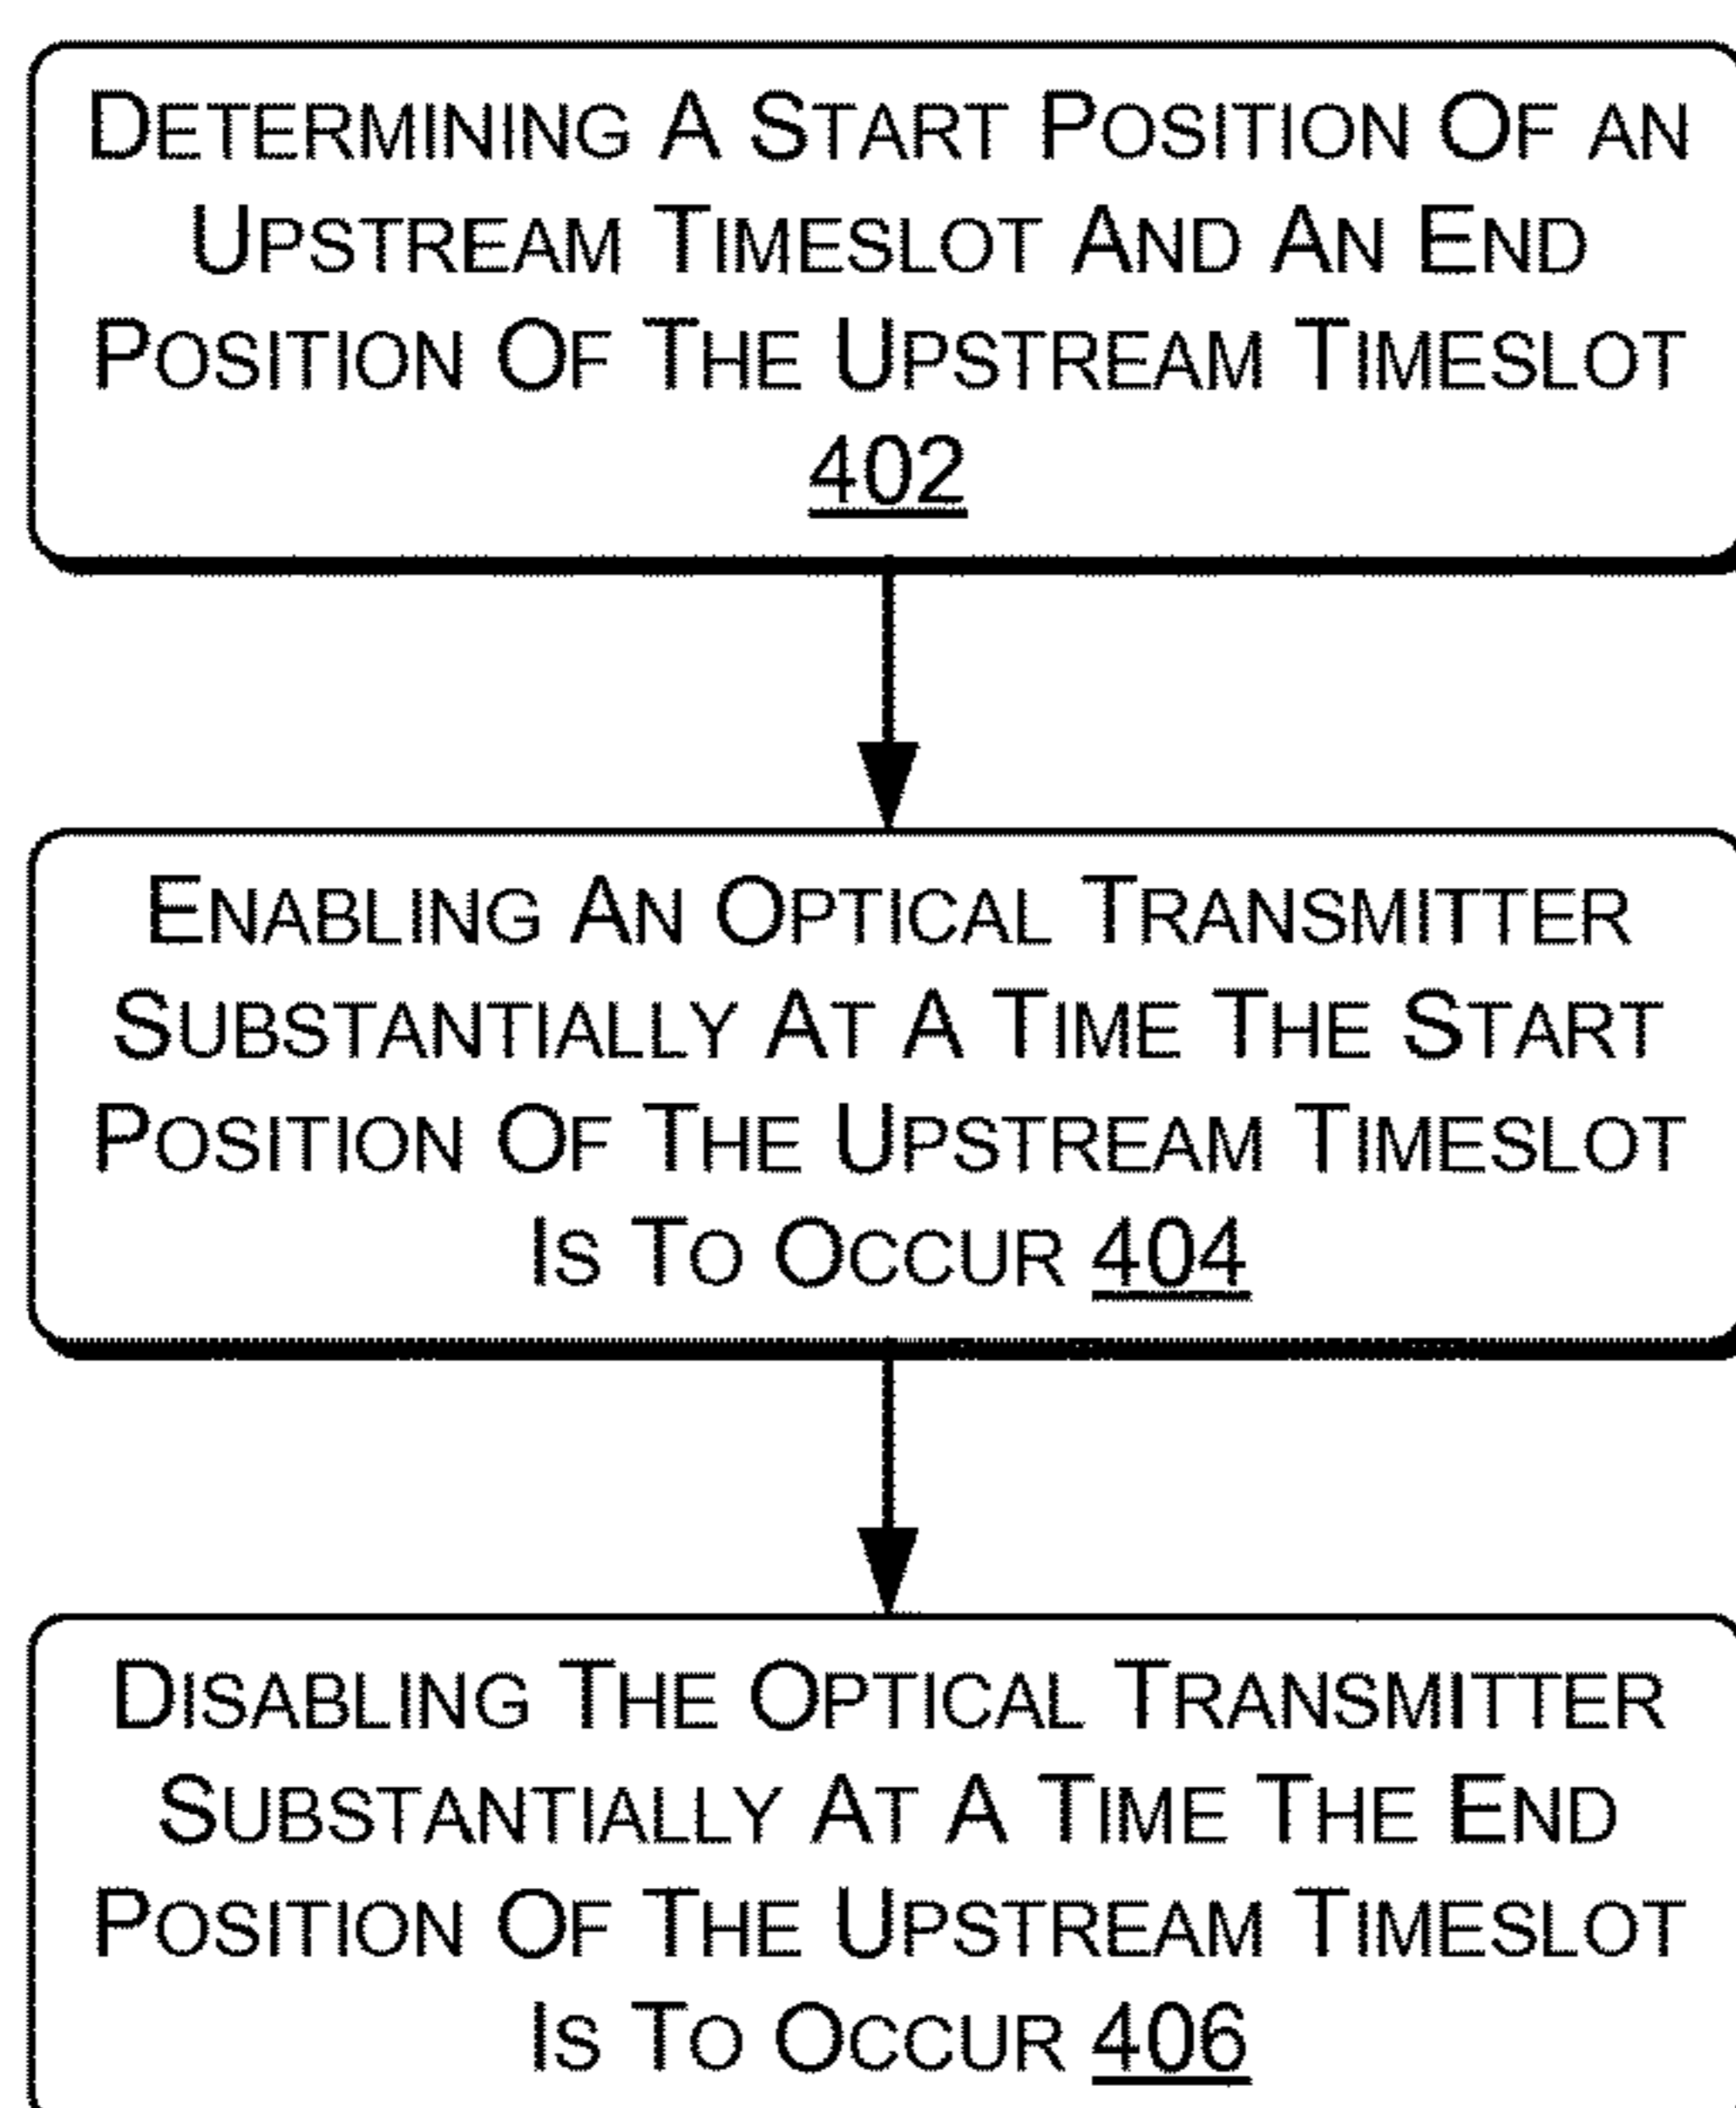 DETERMINING A START POSITION OF AN
UPSTREAM TIMESLOT AND AN END
POSITION OF THE UPSTREAM TIMESLOT
402
ENABLING AN OPTICAL TRANSMITTER
SUBSTANTIALLY AT A TIME THE START
POSITION OF THE UPSTREAM TIMESLOT
IS TO OCCUR 404
DISABLING THE OPTICAL TRANSMITTER
SUBSTANTIALLY AT A TIME THE END
POSITION OF THE UPSTREAM TIMESLOT
IS TO OCCUR 406